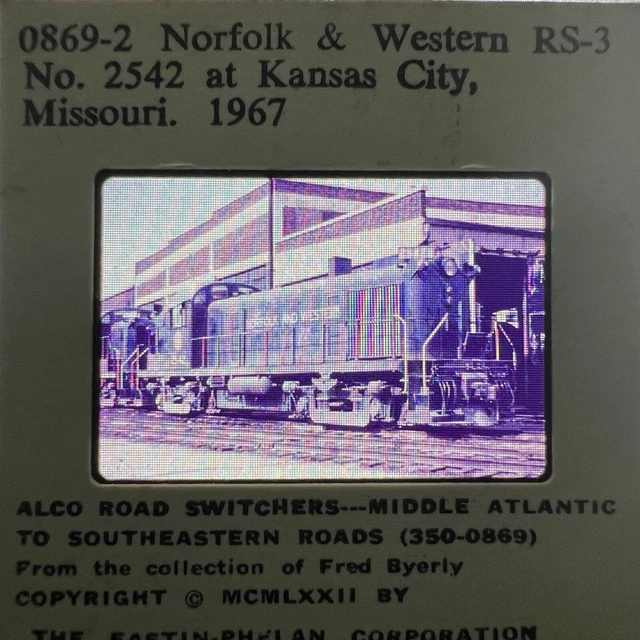 0869-2 Norfolk & Western RS-3
No. 2542 at Kansas City,
Missouri. 1967
ALCO ROAD SWITCHERS---MIDDLE ATLANTIC
TO SOUTHEASTERN ROADS (350-0869)
From the collection of Fred Byerly
COPYRIGHT © MCMLXXII BY
THE EASTIN-PHELAN CORPORATION